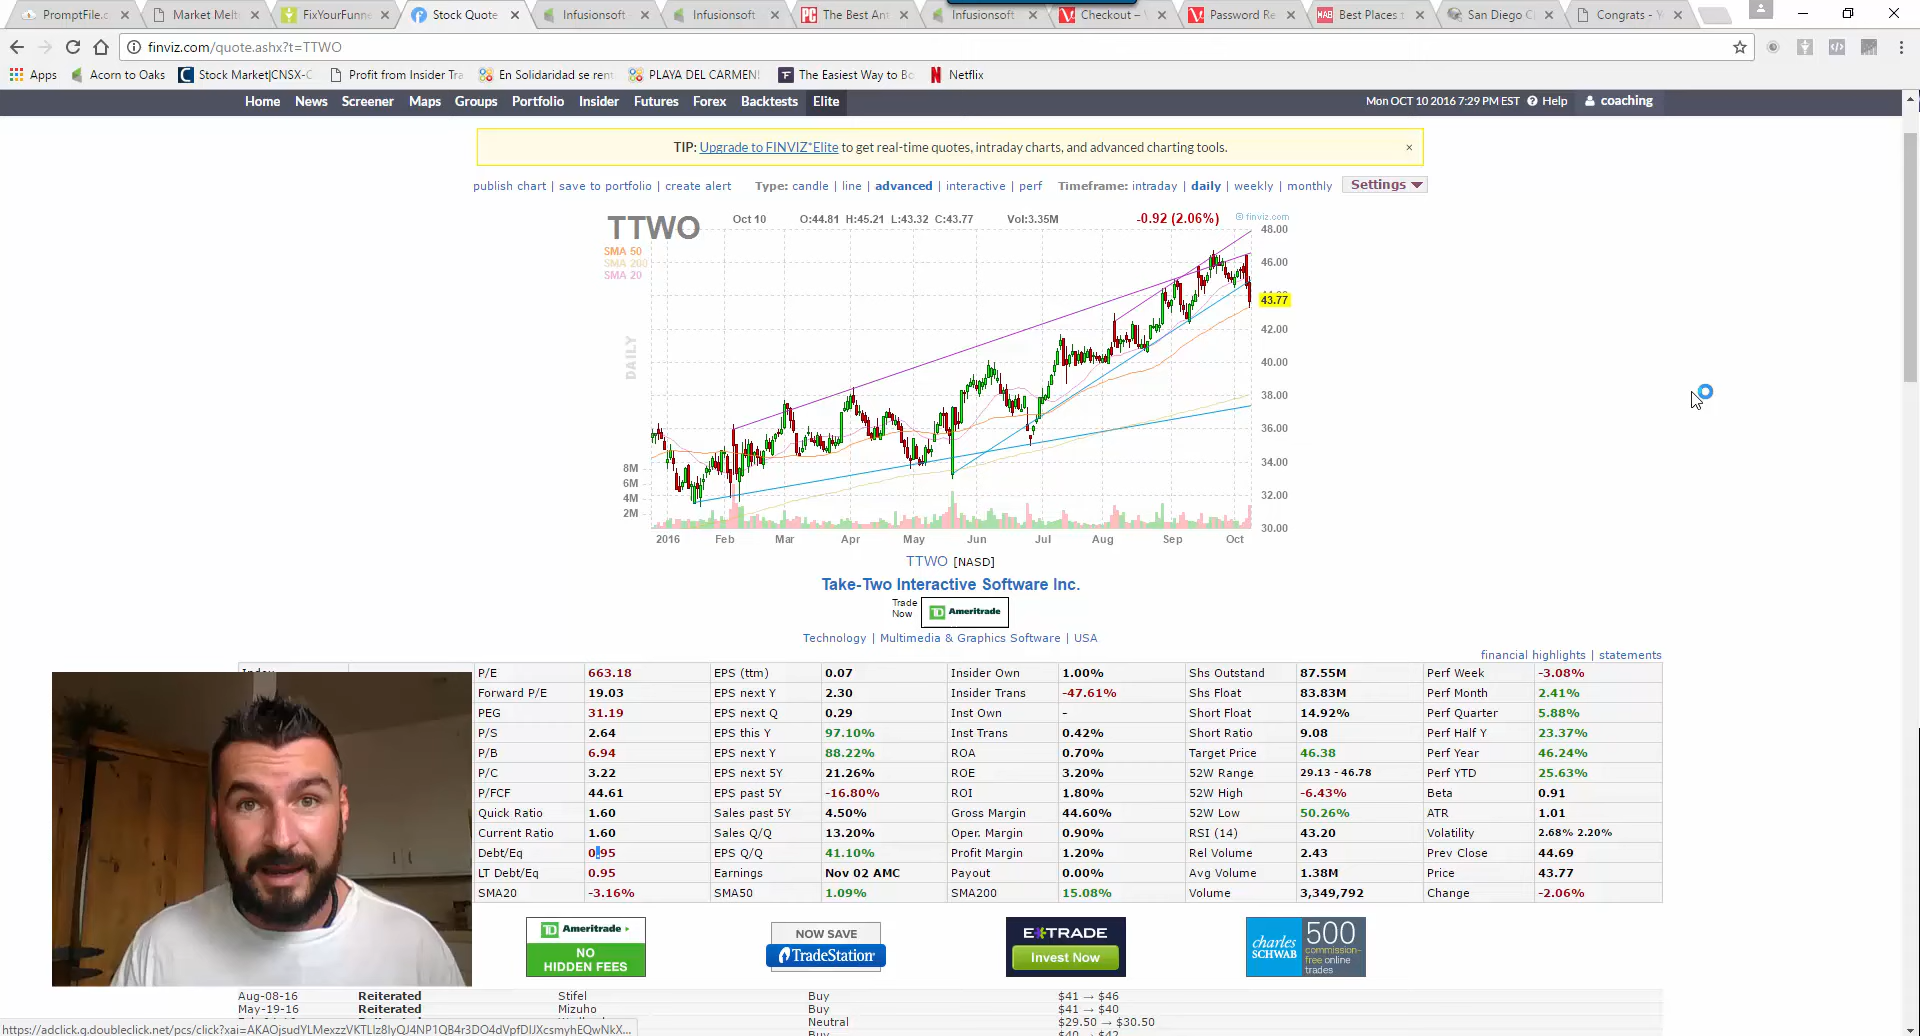 PromptFile.c
Market Melt
FixYourFunne
Stock Quote
Infusionsoft
Infusionsoft
The Best Ant
Infusionsoft
Checkout –
Password Re
Best Places t
San Diego C
Congrats - Y
finviz.com/quote.ashx?t=TTWO
Apps Acorn to Oaks Stock Market|CNSX-C Profit from Insider Tra En Solidaridad se rent PLAYA DEL CARMEN! The Easiest Way to Bo Netflix
Home News Screener Maps Groups Portfolio Insider Futures Forex Backtests Elite Mon OCT 10 2016 7:29 PM EST Help coaching
TIP: Upgrade to FINVIZ*Elite to get real-time quotes, intraday charts, and advanced charting tools. ×
publish chart | save to portfolio | create alert Type: candle | line | advanced | interactive | perf Timeframe: intraday | daily | weekly | monthly Settings
TTWO Oct 10 O:44.81 H:45.21 L:43.32 C:43.77 Vol:3.35M -0.92 (2.06%) © finviz.com
SMA 50
SMA 200
SMA 20
DAILY
48.00
46.00
43.77
42.00
40.00
38.00
36.00
34.00
32.00
30.00
8M
6M
4M
2M
2016 Feb Mar Apr May Jun Jul Aug Sep Oct
TTWO [NASD]
Take-Two Interactive Software Inc.
Trade Now TD Ameritrade
Technology | Multimedia & Graphics Software | USA
financial highlights | statements
P/E 663.18 EPS (ttm) 0.07 Insider Own 1.00% Shs Outstand 87.55M Perf Week -3.08%
Forward P/E 19.03 EPS next Y 2.30 Insider Trans -47.61% Shs Float 83.83M Perf Month 2.41%
PEG 31.19 EPS next Q 0.29 Inst Own - Short Float 14.92% Perf Quarter 5.88%
P/S 2.64 EPS this Y 97.10% Inst Trans 0.42% Short Ratio 9.08 Perf Half Y 23.37%
P/B 6.94 EPS next Y 88.22% ROA 0.70% Target Price 46.38 Perf Year 46.24%
P/C 3.22 EPS next 5Y 21.26% ROE 3.20% 52W Range 29.13 - 46.78 Perf YTD 25.63%
P/FCF 44.61 EPS past 5Y -16.80% ROI 1.80% 52W High -6.43% Beta 0.91
Quick Ratio 1.60 Sales past 5Y 4.50% Gross Margin 44.60% 52W Low 50.26% ATR 1.01
Current Ratio 1.60 Sales Q/Q 13.20% Oper. Margin 0.90% RSI (14) 43.20 Volatility 2.68% 2.20%
Debt/Eq 0.95 EPS Q/Q 41.10% Profit Margin 1.20% Rel Volume 2.43 Prev Close 44.69
LT Debt/Eq 0.95 Earnings Nov 02 AMC Payout 0.00% Avg Volume 1.38M Price 43.77
SMA20 -3.16% SMA50 1.09% SMA200 15.08% Volume 3,349,792 Change -2.06%
TD Ameritrade
NO
HIDDEN FEES
NOW SAVE
TradeStation
E*TRADE
Invest Now
charles SCHWAB
500
commission-
free online
trades
Aug-08-16 Reiterated Stifel Buy $41 → $46
May-19-16 Reiterated Mizuho Buy $41 → $40
Neutral $29.50 → $30.50